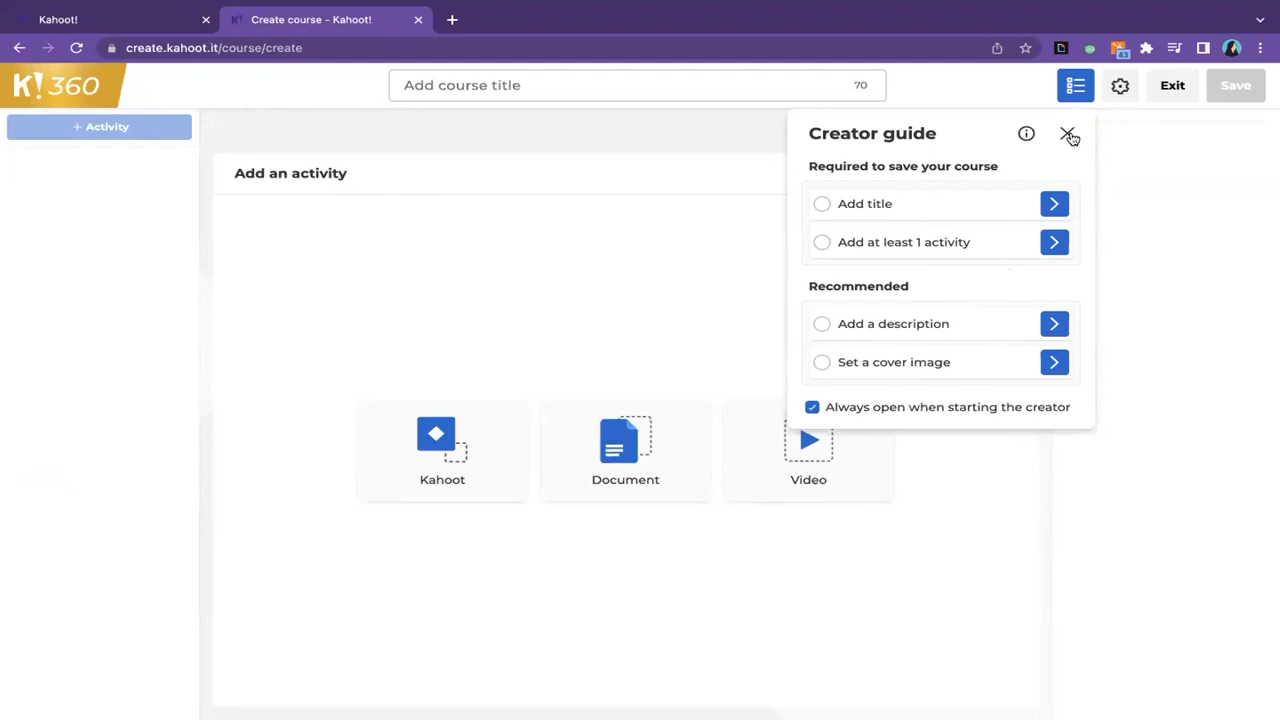 Kahoot!
Create course - Kahoot!
create.kahoot.it/course/create
43
K! 360
Add course title
70
Exit
Save
+ Activity
Creator guide
Add an activity
Required to save your course
Add title
Add at least 1 activity
Recommended
Add a description
Set a cover image
Always open when starting the creator
Kahoot
Document
Video